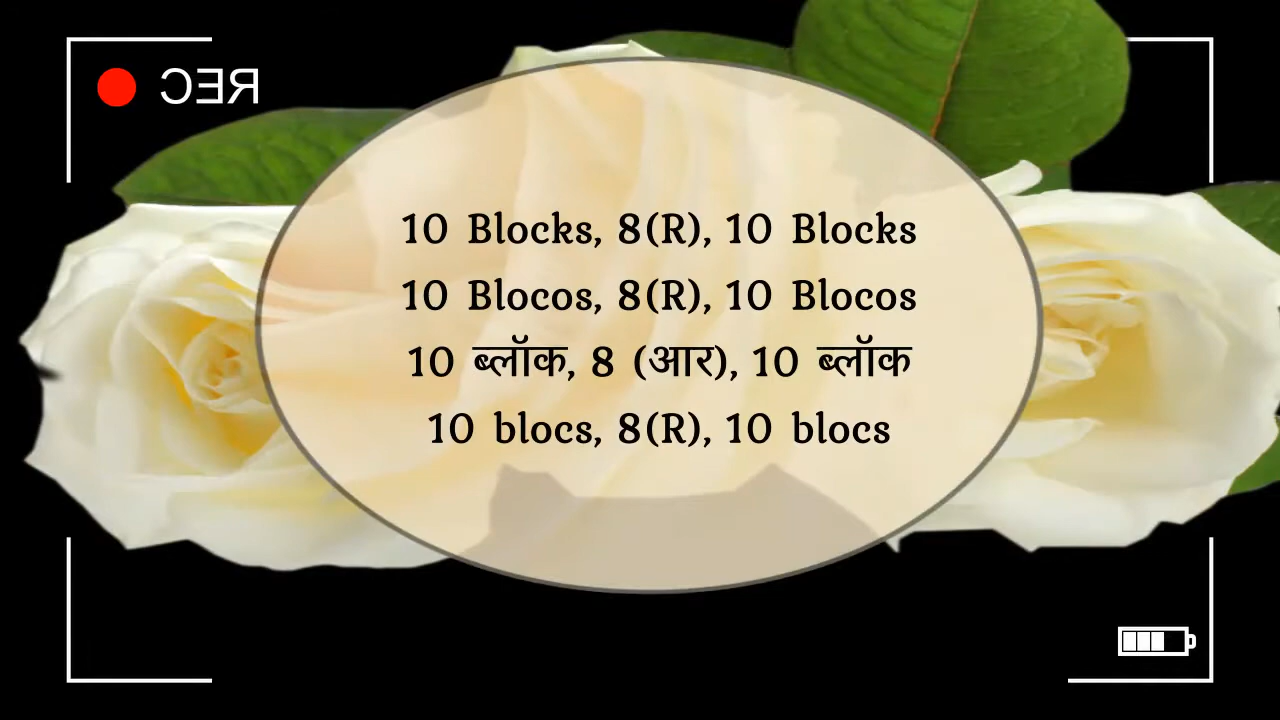 REC
10 Blocks, 8(R), 10 Blocks
10 Blocos, 8(R), 10 Blocos
10 ब्लॉक, 8 (आर), 10 ब्लॉक
10 blocs, 8(R), 10 blocs